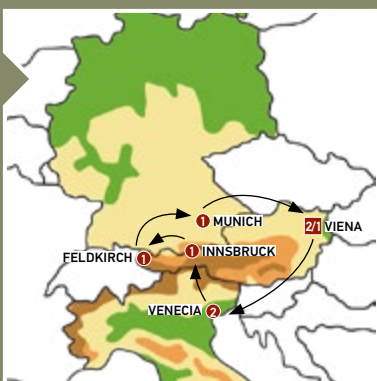 1 MUNICH
2/1 VIENA
1 INNSBRUCK
FELDKIRCH 1
VENECIA 2